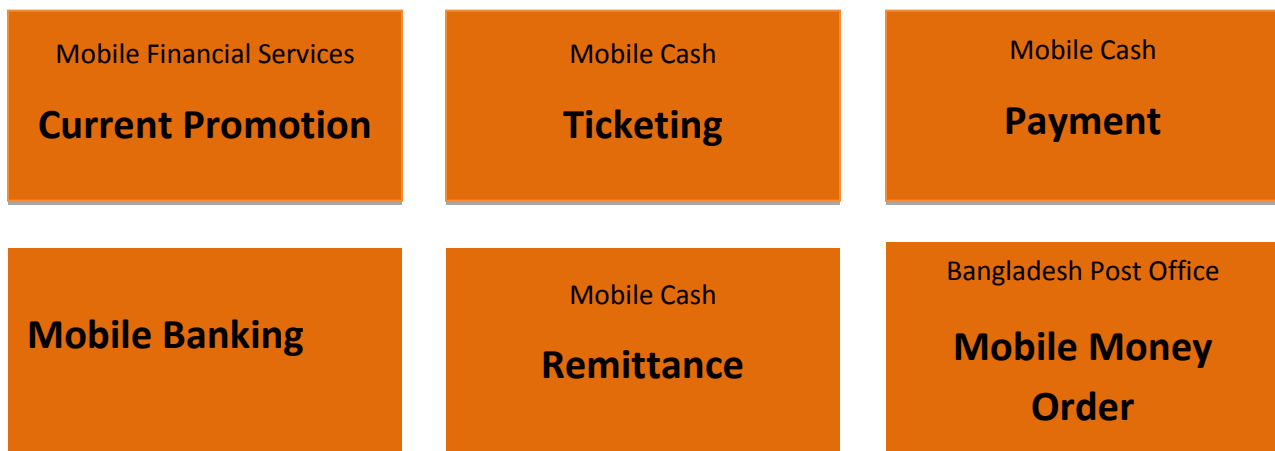 Mobile Financial Services
Current Promotion
Mobile Cash
Ticketing
Mobile Cash
Payment
Mobile Banking
Mobile Cash
Remittance
Bangladesh Post Office
Mobile Money
Order